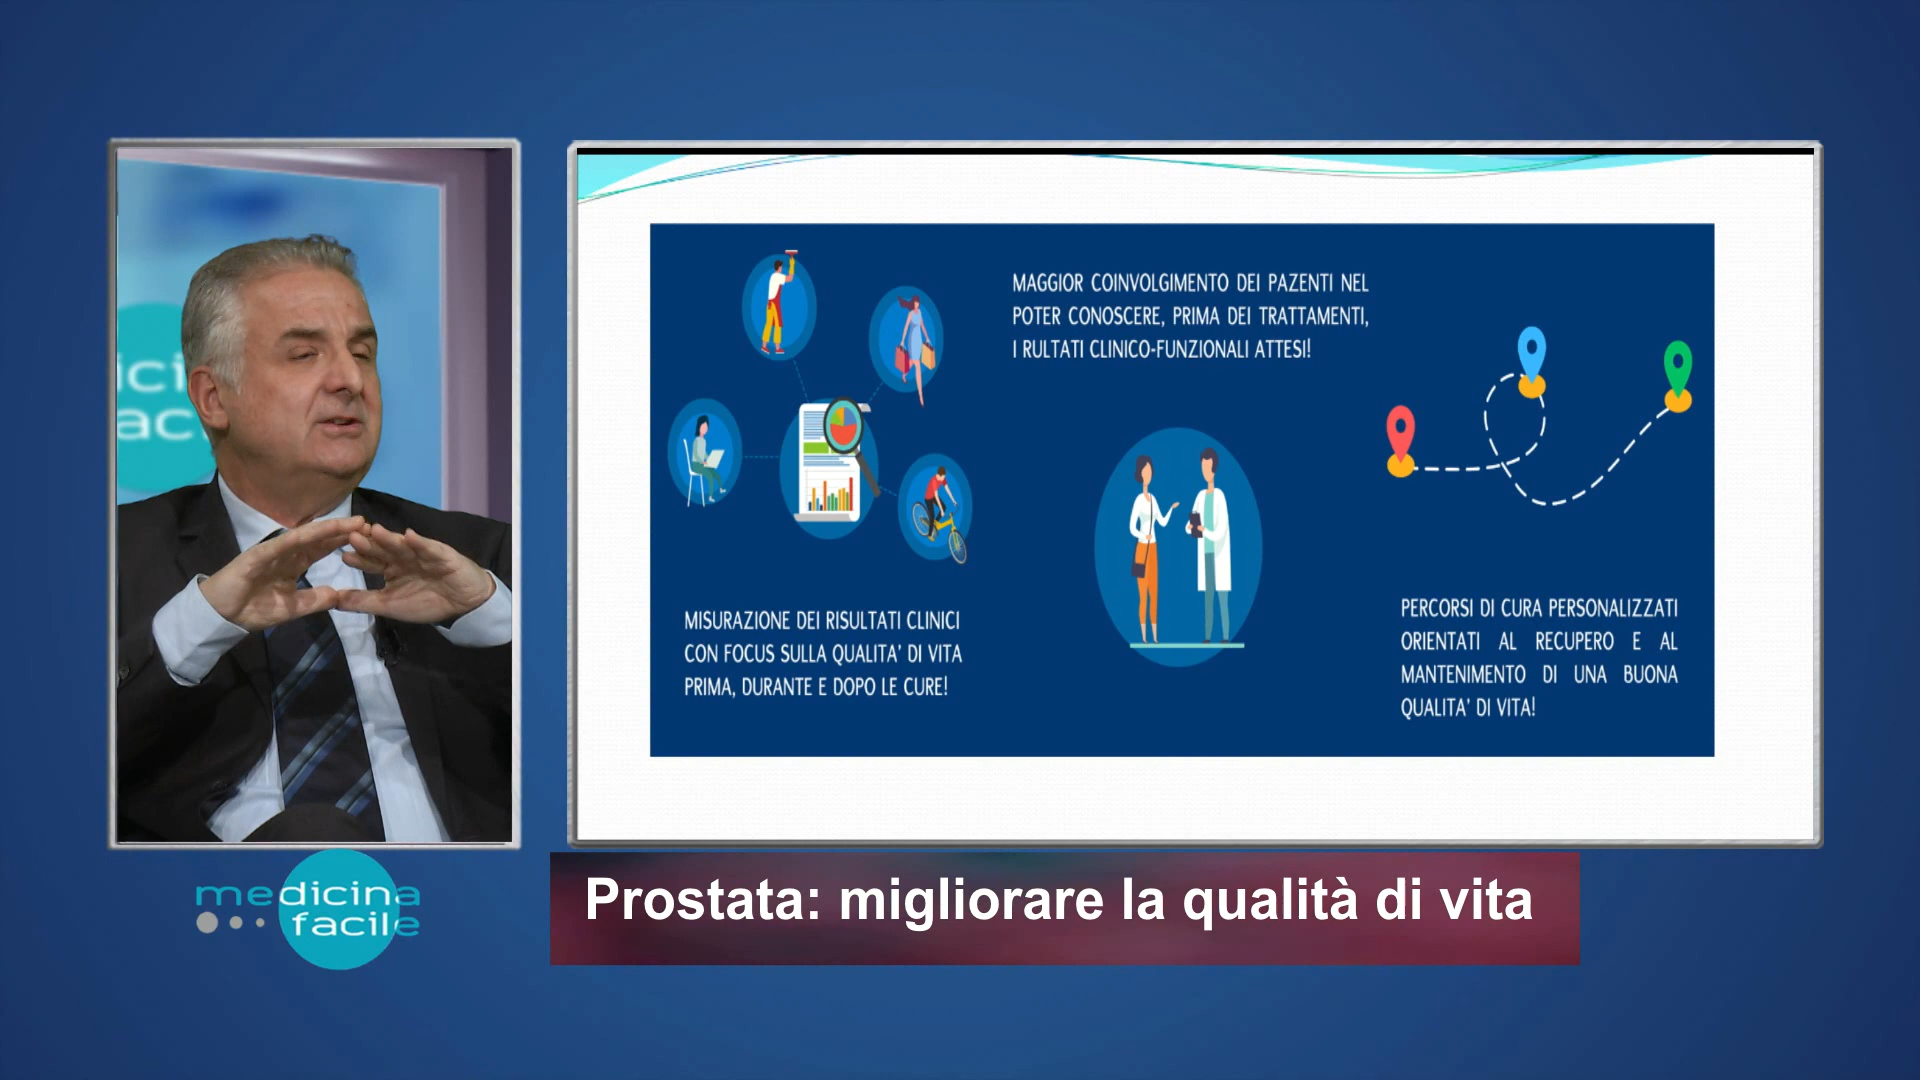 ici
ac
MAGGIOR COINVOLGIMENTO DEI PAZENTI NEL
POTER CONOSCERE, PRIMA DEI TRATTAMENTI,
I RULTATI CLINICO-FUNZIONALI ATTESI!
MISURAZIONE DEI RISULTATI CLINICI
CON FOCUS SULLA QUALITA' DI VITA
PRIMA, DURANTE E DOPO LE CURE!
PERCORSI DI CURA PERSONALIZZATI
ORIENTATI AL RECUPERO E AL
MANTENIMENTO DI UNA BUONA
QUALITA' DI VITA!
medicina
facile
Prostata: migliorare la qualità di vita